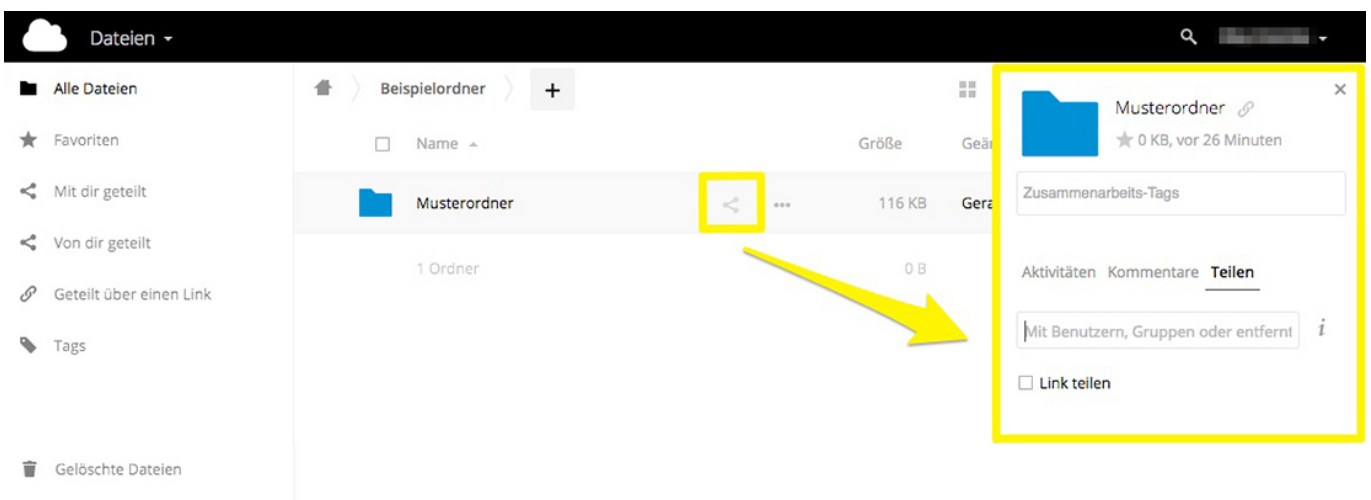 Dateien
Alle Dateien
Favoriten
Mit dir geteilt
Von dir geteilt
Geteilt über einen Link
Tags
Gelöschte Dateien
Beispielordner +
Name Größe Geän
Musterordner 116 KB Gera
1 Ordner 0 B
Musterordner
0 KB, vor 26 Minuten
Zusammenarbeits-Tags
Aktivitäten Kommentare Teilen
Mit Benutzern, Gruppen oder entfernt i
Link teilen